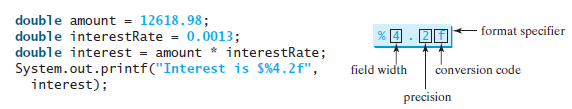 double amount = 12618.98;
double interestRate = 0.0013;
double interest = amount * interestRate;
System.out.printf("Interest is $%4.2f",
interest);
% 4 . 2 f
format specifier
field width
conversion code
precision